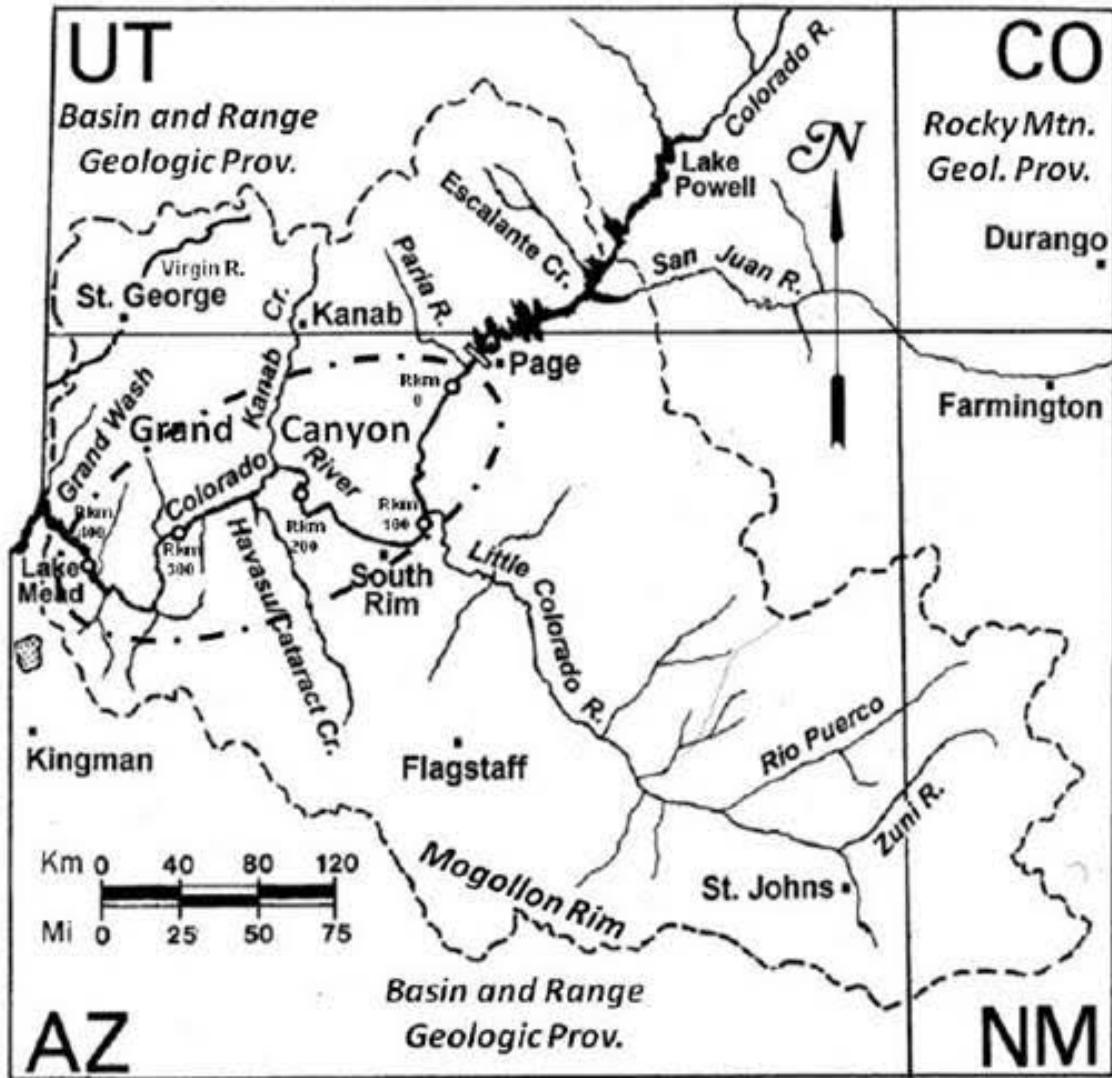 UT
CO
Basin and Range
Geologic Prov.
Rocky Mtn.
Geol. Prov.
Colorado R.
N
Lake
Powell
Escalante Cr.
San Juan R.
Durango
Virgin R.
St. George
Kanab Cr.
Kanab
Paria R.
Page
Rkm
0
Farmington
Grand Wash
Grand Canyon
Colorado River
Rkm
400
Rkm
300
Rkm
200
Rkm
100
Lake
Mead
Havasu/Cataract Cr.
South
Rim
Little Colorado R.
Kingman
Flagstaff
Rio Puerco
Zuni R.
St. Johns
Mogollon Rim
Km 0 40 80 120
Mi 0 25 50 75
Basin and Range
Geologic Prov.
AZ
NM